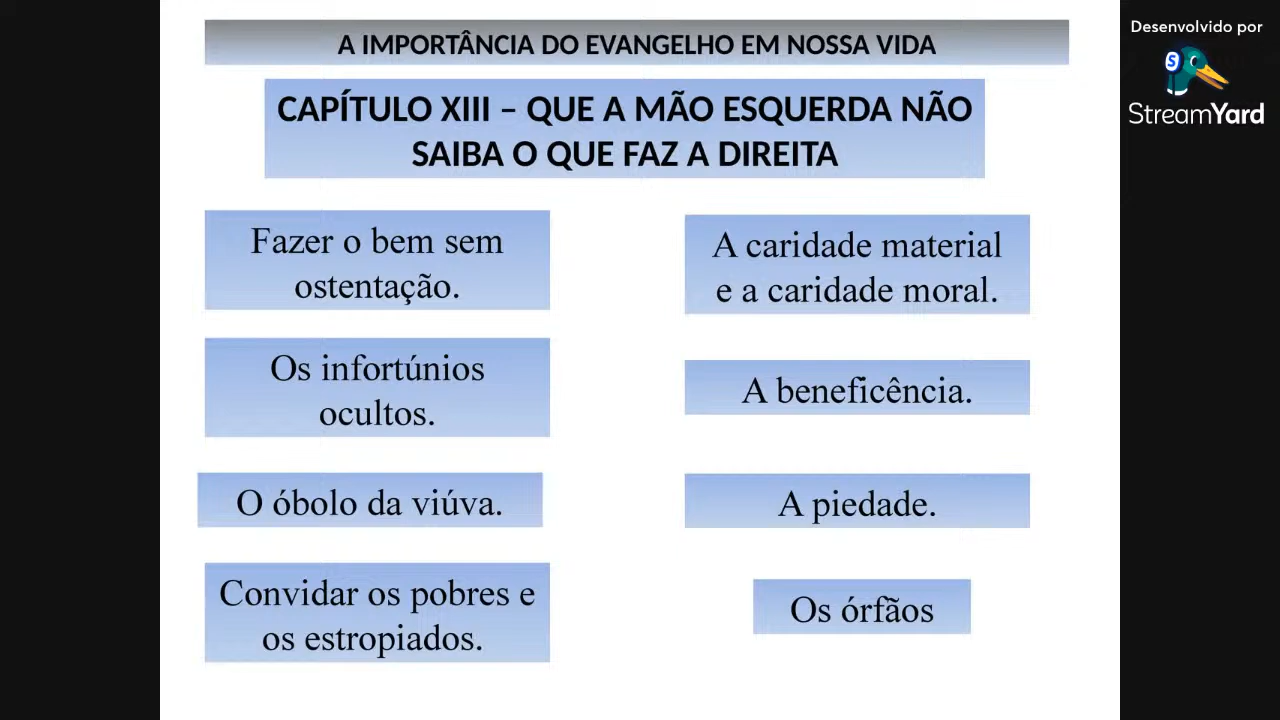 A IMPORTÂNCIA DO EVANGELHO EM NOSSA VIDA
CAPÍTULO XIII – QUE A MÃO ESQUERDA NÃO
SAIBA O QUE FAZ A DIREITA
Fazer o bem sem
ostentação.
Os infortúnios
ocultos.
O óbolo da viúva.
Convidar os pobres e
os estropiados.
A caridade material
e a caridade moral.
A beneficência.
A piedade.
Os órfãos
Desenvolvido por
S
StreamYard